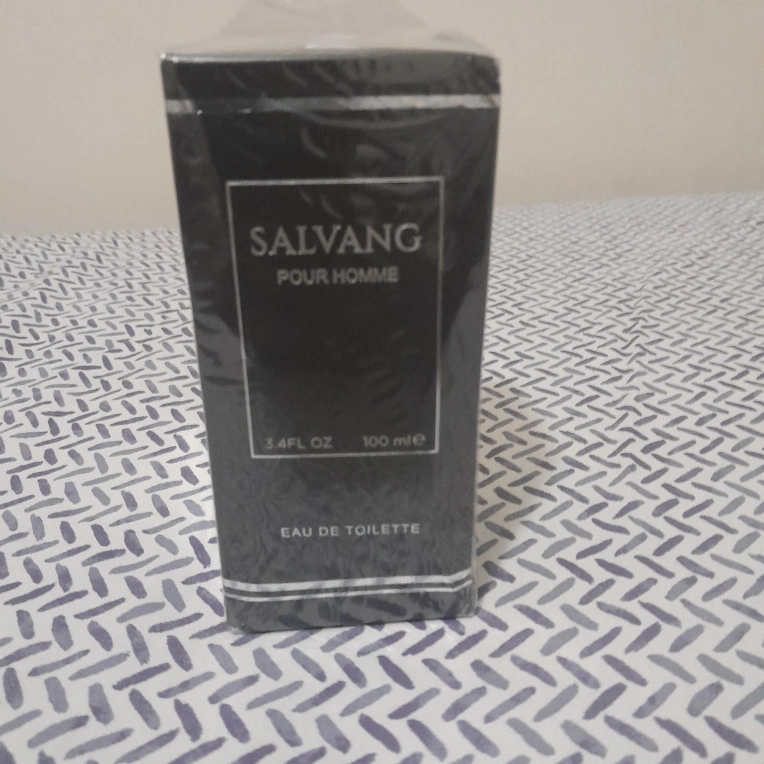 SALVANG
POUR HOMME
3.4FL OZ 100 ml℮
EAU DE TOILETTE